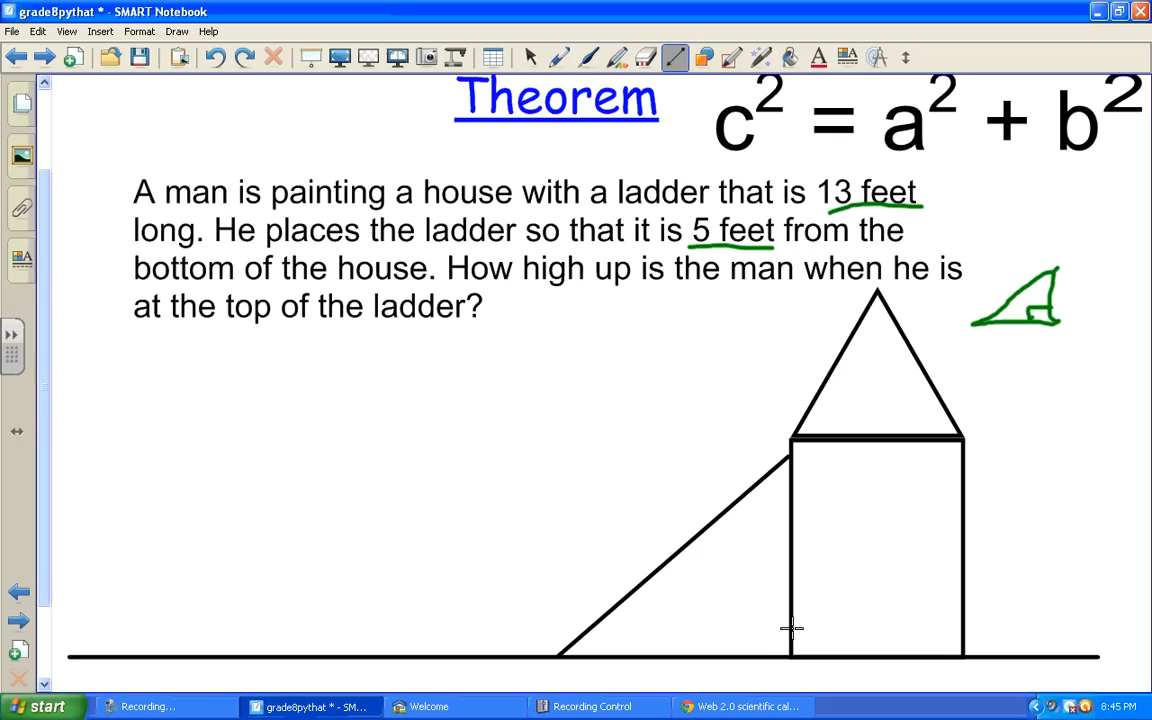 grade8pythat * - SMART Notebook
File Edit View Insert Format Draw Help
Theorem
c² = a² + b²
A man is painting a house with a ladder that is 13 feet
long. He places the ladder so that it is 5 feet from the
bottom of the house. How high up is the man when he is
at the top of the ladder?
start Recording... grade8pythat * - SM... Welcome Recording Control Web 2.0 scientific cal... 8:45 PM